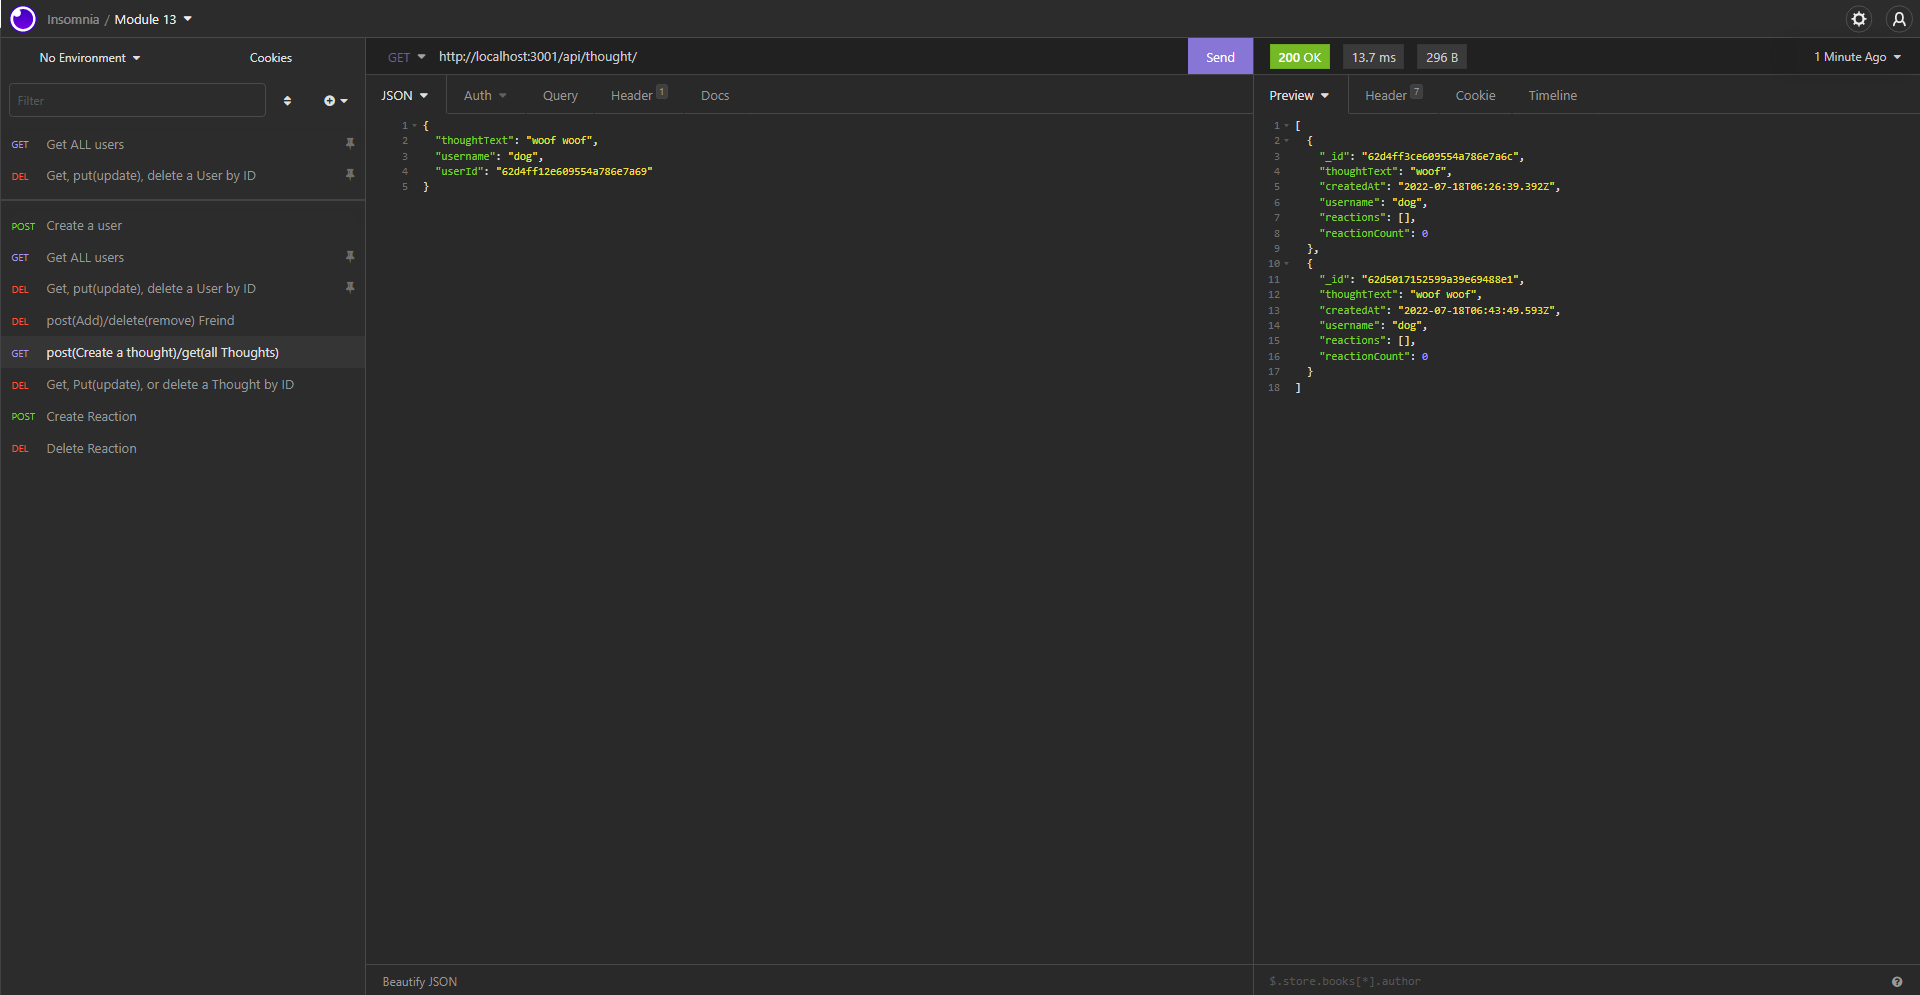 Insomnia / Module 13
No Environment
Cookies
Filter
GET Get ALL users
DEL Get, put(update), delete a User by ID
POST Create a user
GET Get ALL users
DEL Get, put(update), delete a User by ID
DEL post(Add)/delete(remove) Freind
GET post(Create a thought)/get(all Thoughts)
DEL Get, Put(update), or delete a Thought by ID
POST Create Reaction
DEL Delete Reaction
GET http://localhost:3001/api/thought/ Send
JSON Auth Query Header 1 Docs
1 {
2 "thoughtText": "woof woof",
3 "username": "dog",
4 "userId": "62d4ff12e609554a786e7a69"
5 }
Beautify JSON
200 OK 13.7 ms 296 B 1 Minute Ago
Preview Header 7 Cookie Timeline
1 [
2 {
3 "_id": "62d4ff3ce609554a786e7a6c",
4 "thoughtText": "woof",
5 "createdAt": "2022-07-18T06:26:39.392Z",
6 "username": "dog",
7 "reactions": [],
8 "reactionCount": 0
9 },
10 {
11 "_id": "62d5017152599a39e69488e1",
12 "thoughtText": "woof woof",
13 "createdAt": "2022-07-18T06:43:49.593Z",
14 "username": "dog",
15 "reactions": [],
16 "reactionCount": 0
17 }
18 ]
$.store.books[*].author